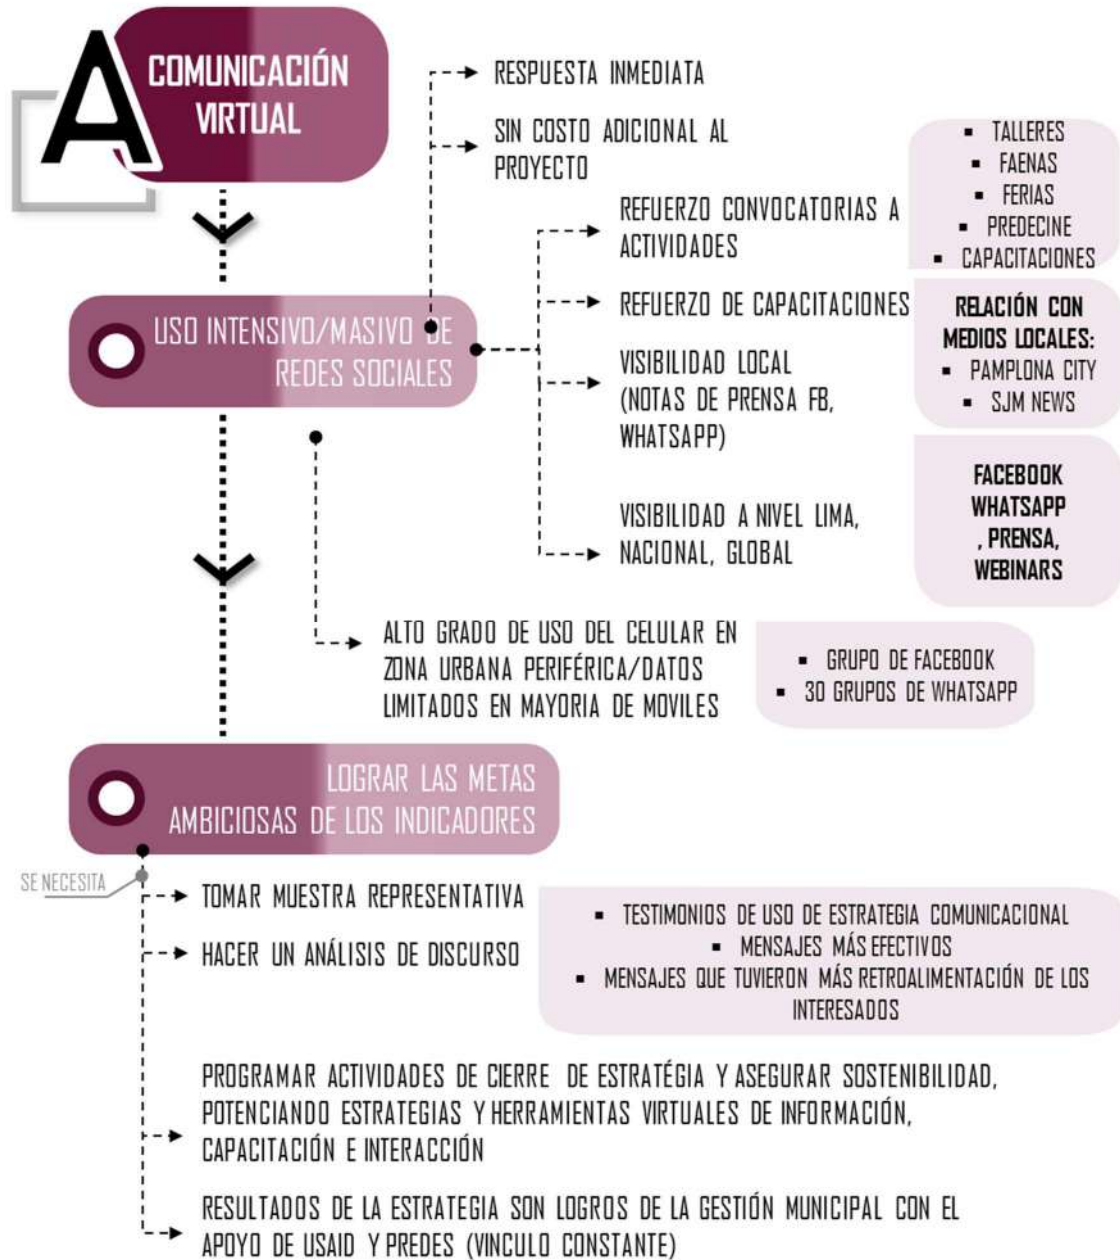 A
COMUNICACIÓN
VIRTUAL
RESPUESTA INMEDIATA
SIN COSTO ADICIONAL AL
PROYECTO
USO INTENSIVO/MASIVO DE
REDES SOCIALES
REFUERZO CONVOCATORIAS A
ACTIVIDADES
▪ TALLERES
▪ FAENAS
▪ FERIAS
▪ PREDECINE
▪ CAPACITACIONES
REFUERZO DE CAPACITACIONES
VISIBILIDAD LOCAL
(NOTAS DE PRENSA FB,
WHATSAPP)
RELACIÓN CON
MEDIOS LOCALES:
▪ PAMPLONA CITY
▪ SJM NEWS
VISIBILIDAD A NIVEL LIMA,
NACIONAL, GLOBAL
FACEBOOK
WHATSAPP
, PRENSA,
WEBINARS
ALTO GRADO DE USO DEL CELULAR EN
ZONA URBANA PERIFÉRICA/DATOS
LIMITADOS EN MAYORIA DE MOVILES
▪ GRUPO DE FACEBOOK
▪ 30 GRUPOS DE WHATSAPP
LOGRAR LAS METAS
AMBICIOSAS DE LOS INDICADORES
SE NECESITA
TOMAR MUESTRA REPRESENTATIVA
HACER UN ANÁLISIS DE DISCURSO
▪ TESTIMONIOS DE USO DE ESTRATEGIA COMUNICACIONAL
▪ MENSAJES MÁS EFECTIVOS
▪ MENSAJES QUE TUVIERON MÁS RETROALIMENTACIÓN DE LOS
INTERESADOS
PROGRAMAR ACTIVIDADES DE CIERRE DE ESTRATÉGIA Y ASEGURAR SOSTENIBILIDAD,
POTENCIANDO ESTRATEGIAS Y HERRAMIENTAS VIRTUALES DE INFORMACIÓN,
CAPACITACIÓN E INTERACCIÓN
RESULTADOS DE LA ESTRATEGIA SON LOGROS DE LA GESTIÓN MUNICIPAL CON EL
APOYO DE USAID Y PREDES (VINCULO CONSTANTE)